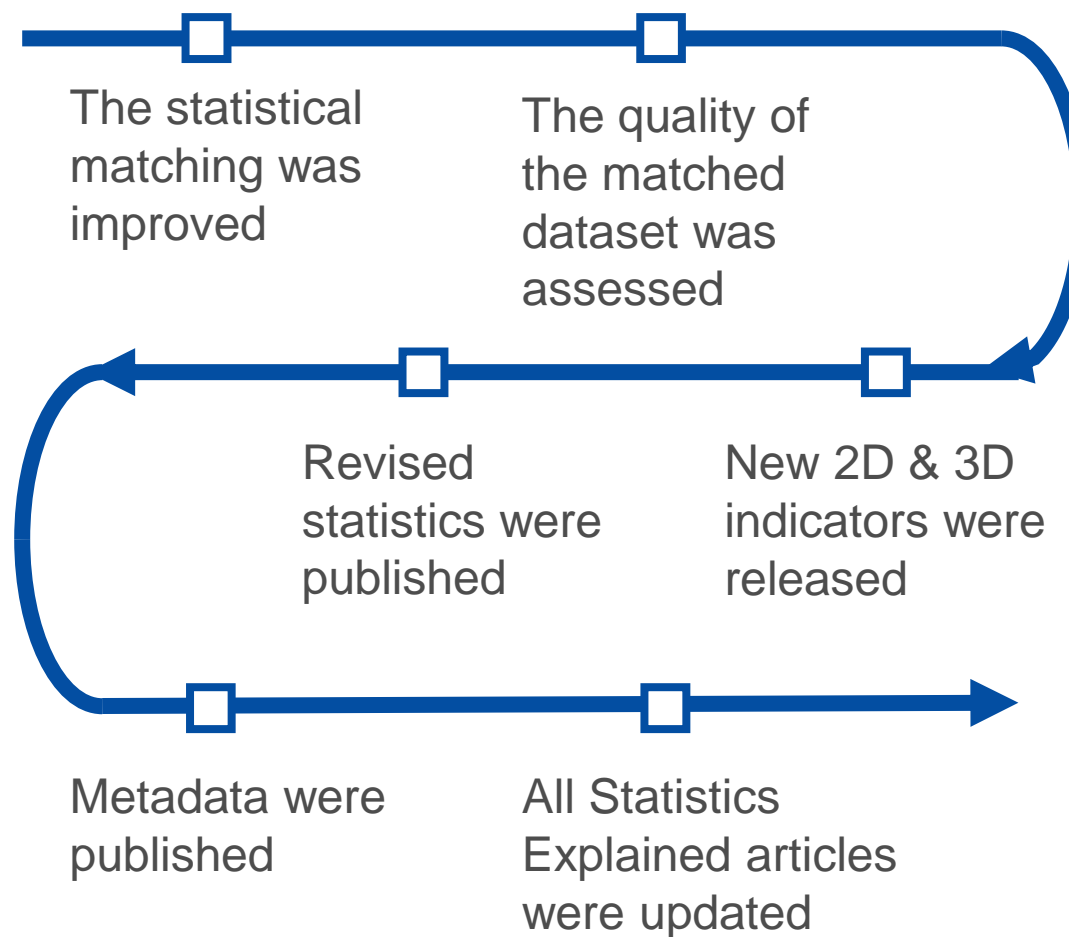 The statistical
matching was
improved
The quality of
the matched
dataset was
assessed
New 2D & 3D
indicators were
released
Revised
statistics were
published
Metadata were
published
All Statistics
Explained articles
were updated